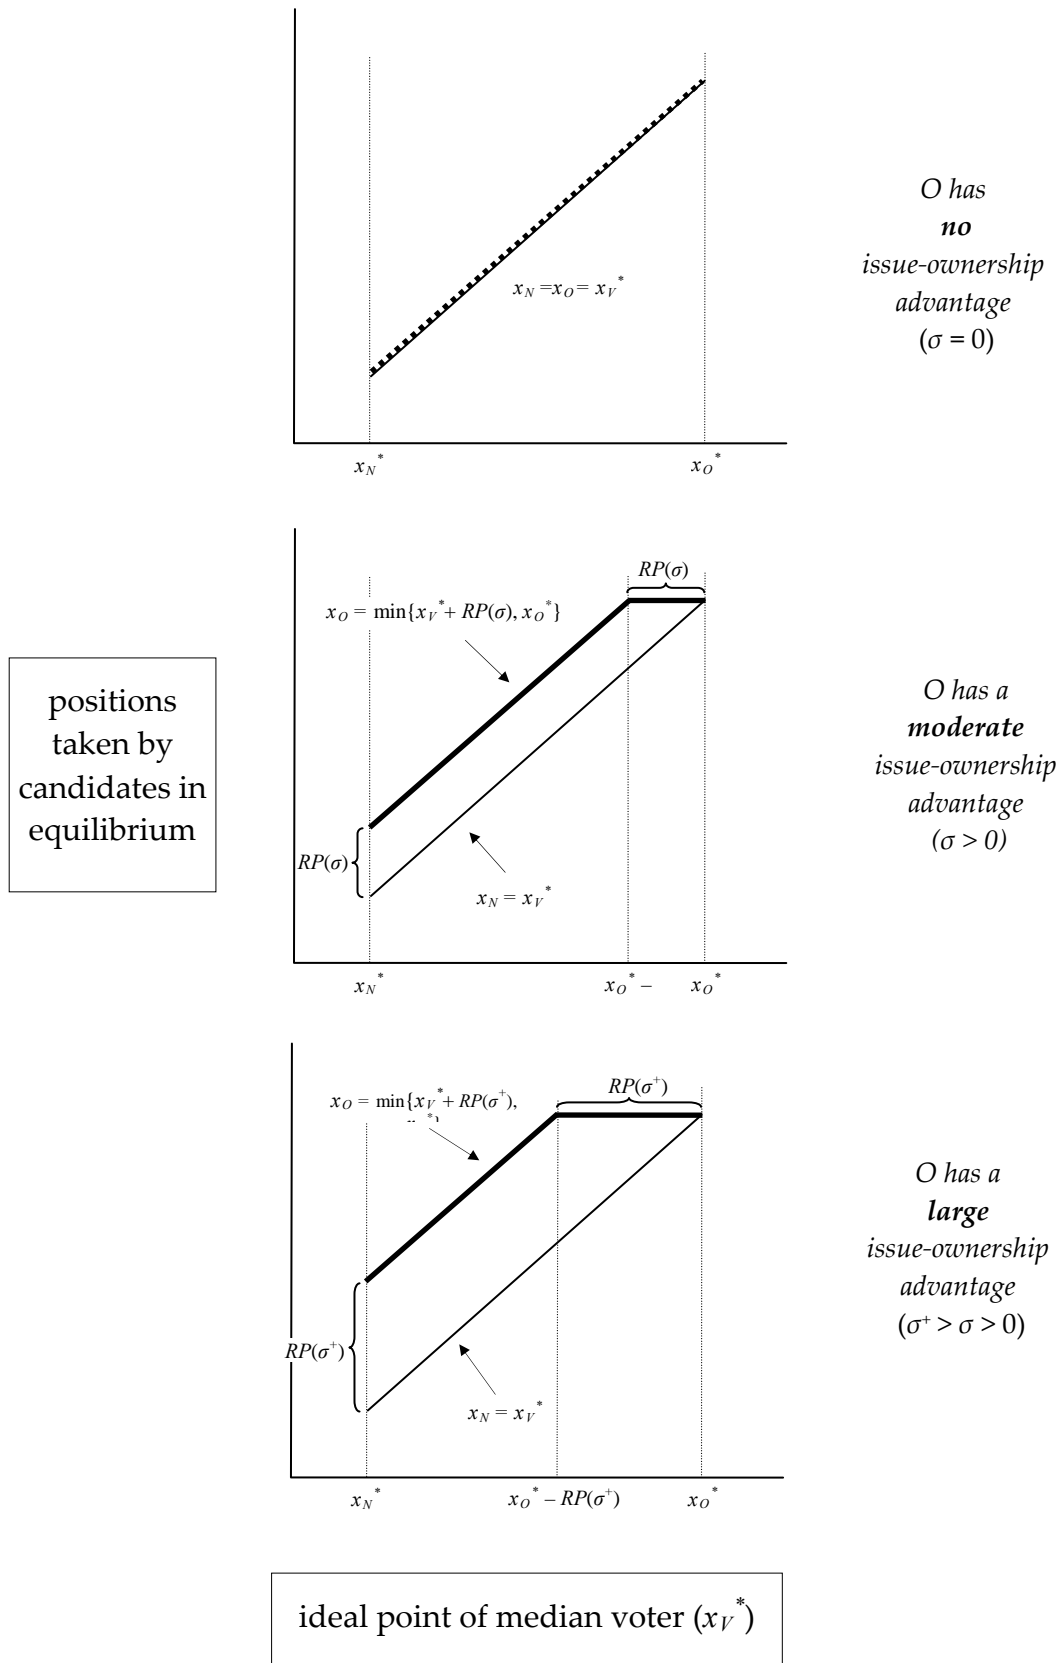 O has
no
issue-ownership
advantage
(σ = 0)
x_N = x_O = x_V*
x_N* x_O*
RP(σ)
x_O = min{x_V* + RP(σ), x_O*}
positions
taken by
candidates in
equilibrium
O has a
moderate
issue-ownership
advantage
(σ > 0)
RP(σ)
x_N = x_V*
x_N* x_O* – x_O*
RP(σ⁺)
x_O = min{x_V* + RP(σ⁺),
O has a
large
issue-ownership
advantage
(σ⁺ > σ > 0)
RP(σ⁺)
x_N = x_V*
x_N* x_O* – RP(σ⁺) x_O*
ideal point of median voter (x_V*)